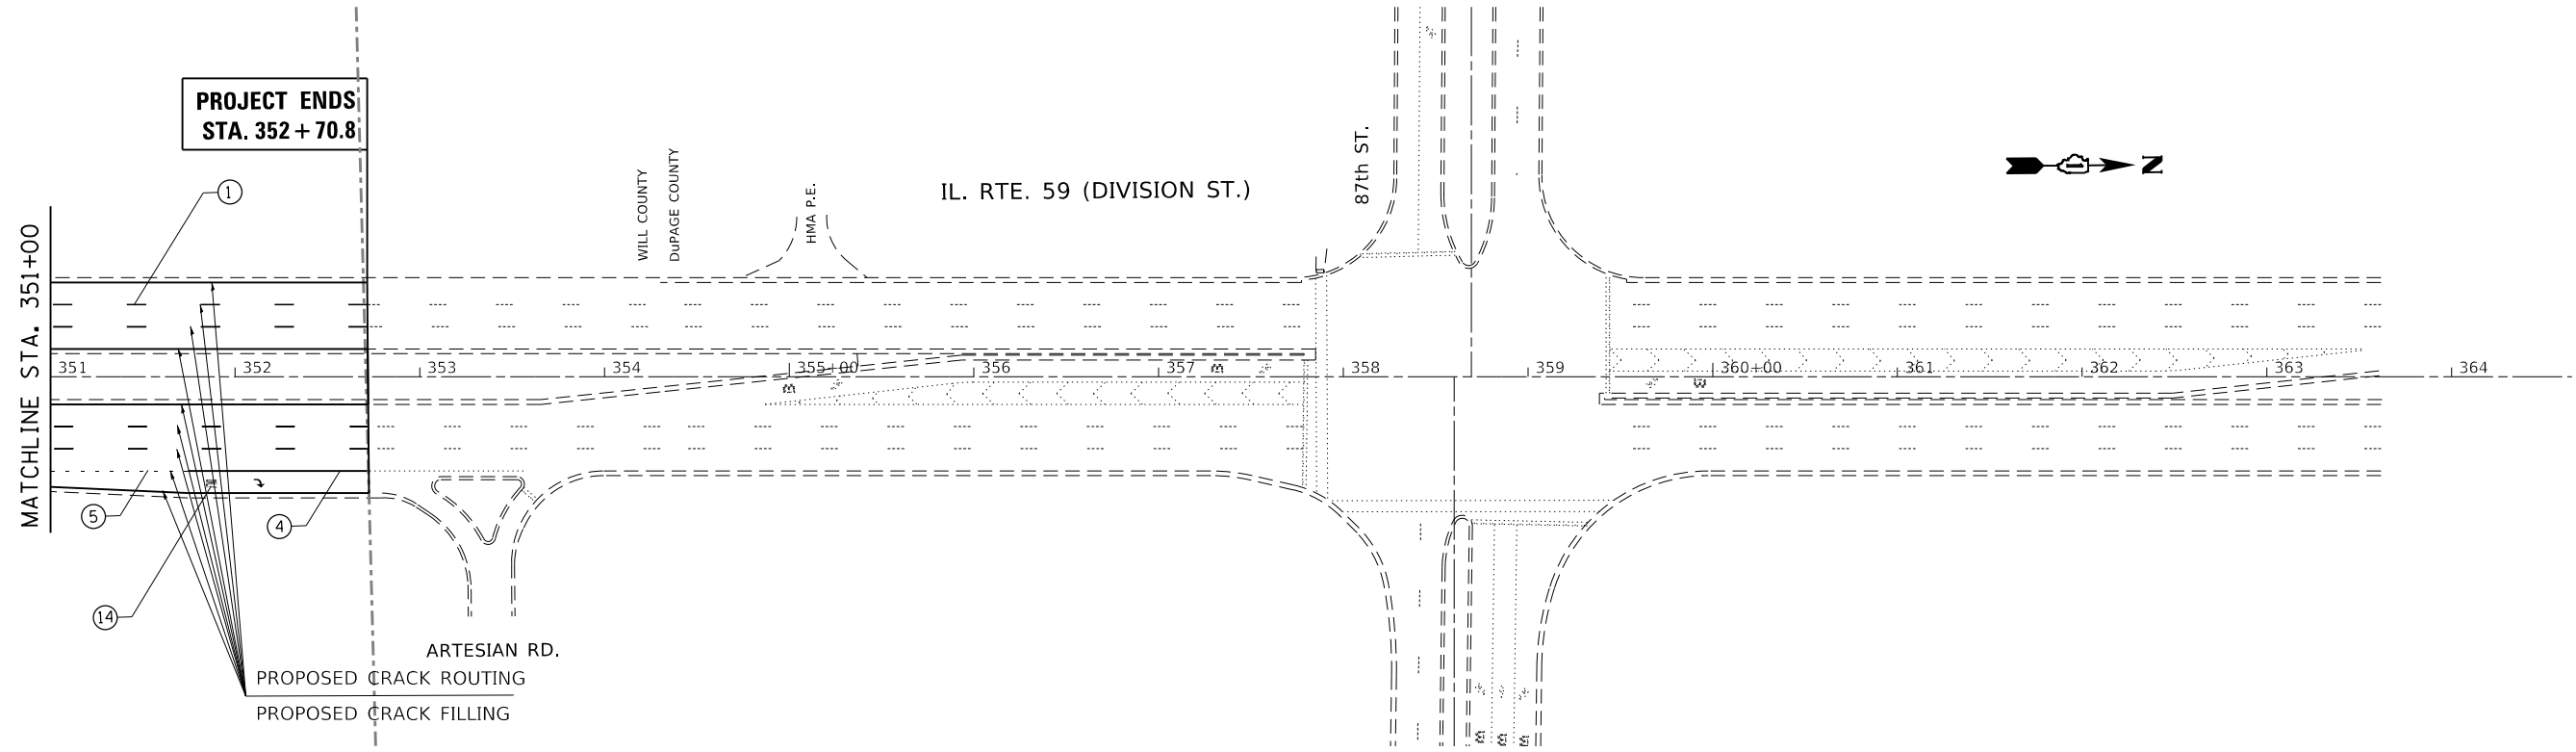 PROJECT ENDS
STA. 352 + 70.8
1
MATCHLINE STA. 351+00
WILL COUNTY
DuPAGE COUNTY
HMA P.E.
IL. RTE. 59 (DIVISION ST.)
87th ST.
N
351
352
353
354
355+00
356
357
358
359
360+00
361
362
363
364
5
4
14
ARTESIAN RD.
PROPOSED CRACK ROUTING
PROPOSED CRACK FILLING